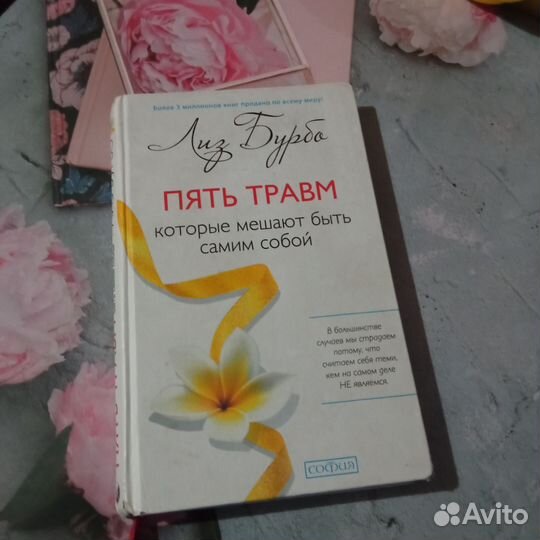 Более 3 миллионов книг продано по всему миру!
Лиз Бурбо
ПЯТЬ ТРАВМ
которые мешают быть
самим собой
В большинстве
случаев мы страдаем
потому, что
считаем себя теми,
кем на самом деле
НЕ являемся.
СОФИЯ
Avito